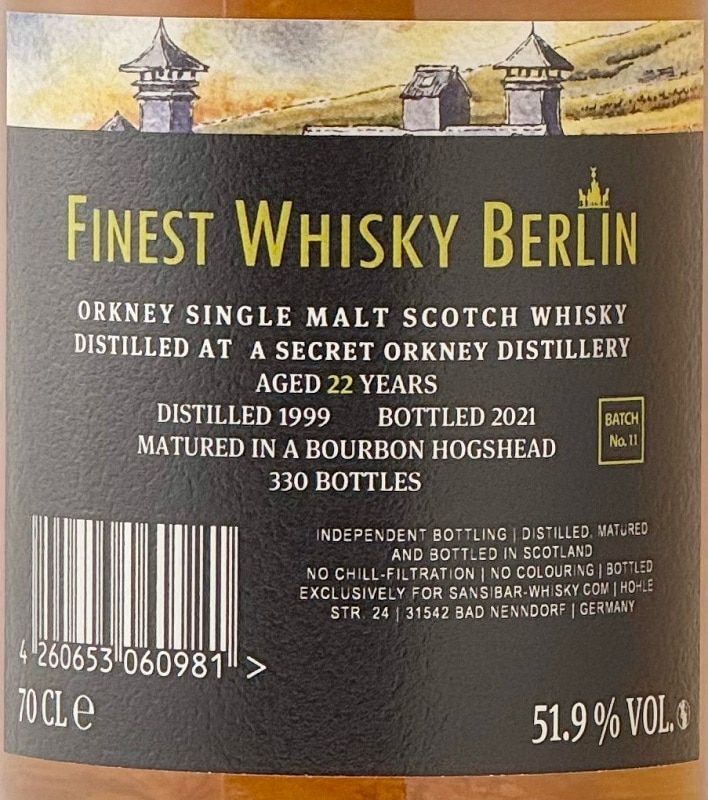 FINEST WHISKY BERLIN
ORKNEY SINGLE MALT SCOTCH WHISKY
DISTILLED AT A SECRET ORKNEY DISTILLERY
AGED 22 YEARS
DISTILLED 1999 BOTTLED 2021
MATURED IN A BOURBON HOGSHEAD
330 BOTTLES
BATCH
No. 11
INDEPENDENT BOTTLING | DISTILLED, MATURED
AND BOTTLED IN SCOTLAND
NO CHILL-FILTRATION | NO COLOURING | BOTTLED
EXCLUSIVELY FOR SANSIBAR-WHISKY.COM | HOHLE
STR. 24 | 31542 BAD NENNDORF | GERMANY
4 260653 060981 >
70 CL e
51.9 % VOL.